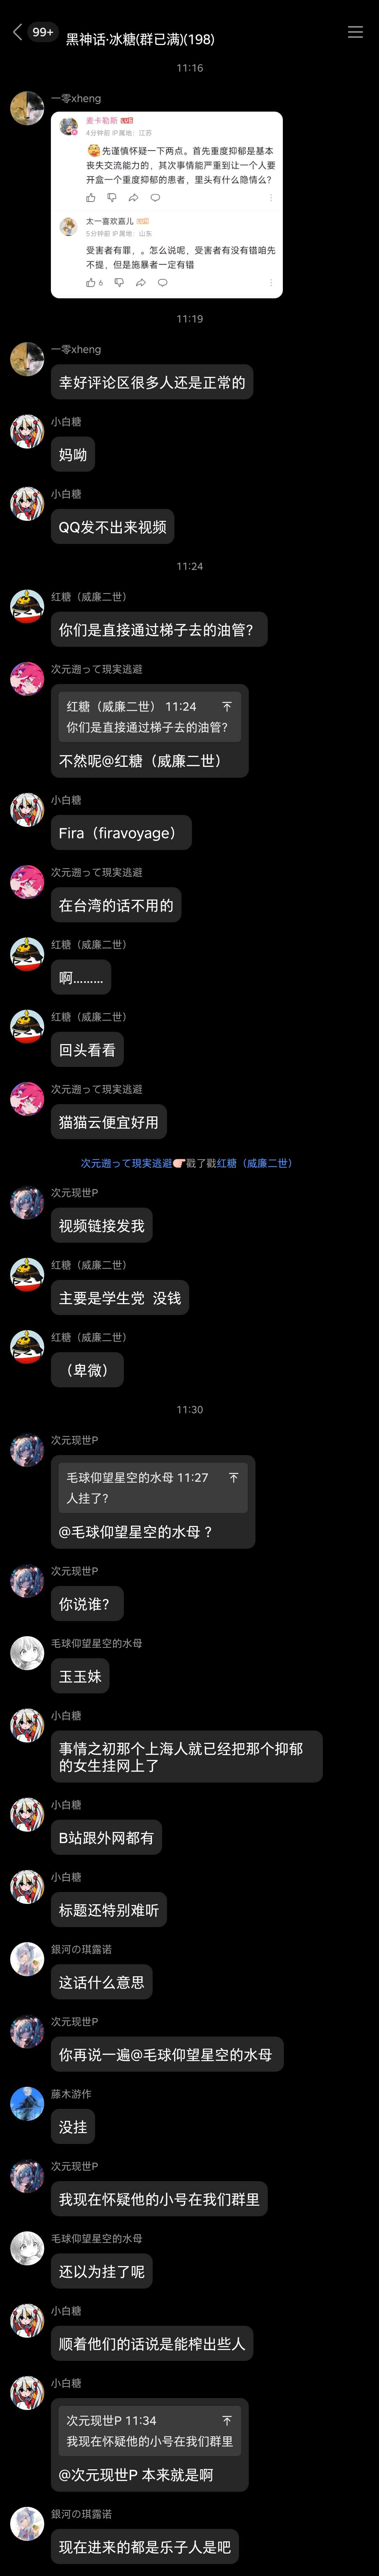 99+
黑神话·冰糖(群已满)(198)
11:16
一零xheng
麦卡勒斯
4分钟前 IP属地：江苏
先谨慎怀疑一下两点。首先重度抑郁是基本
丧失交流能力的，其次事情能严重到让一个人要
开盒一个重度抑郁的患者，里头有什么隐情么?
太一喜欢嘉儿
5分钟前 IP属地：山东
受害者有罪，。怎么说呢，受害者有没有错咱先
不提，但是施暴者一定有错
6
11:19
一零xheng
幸好评论区很多人还是正常的
小白糖
妈呦
小白糖
QQ发不出来视频
11:24
红糖（威廉二世）
你们是直接通过梯子去的油管？
次元遡って現実逃避
红糖（威廉二世） 11:24
你们是直接通过梯子去的油管?
不然呢@红糖（威廉二世）
小白糖
Fira（firavoyage）
次元遡って現実逃避
在台湾的话不用的
红糖（威廉二世）
啊………
红糖（威廉二世）
回头看看
次元遡って現実逃避
猫猫云便宜好用
次元遡って現実逃避👉戳了戳红糖（威廉二世）
次元现世P
视频链接发我
红糖（威廉二世）
主要是学生党 没钱
红糖（威廉二世）
（卑微）
11:30
次元现世P
毛球仰望星空的水母 11:27
人挂了?
@毛球仰望星空的水母 ？
次元现世P
你说谁？
毛球仰望星空的水母
玉玉妹
小白糖
事情之初那个上海人就已经把那个抑郁
的女生挂网上了
小白糖
B站跟外网都有
小白糖
标题还特别难听
銀河の琪露诺
这话什么意思
次元现世P
你再说一遍@毛球仰望星空的水母
藤木游作
没挂
次元现世P
我现在怀疑他的小号在我们群里
毛球仰望星空的水母
还以为挂了呢
小白糖
顺着他们的话说是能榨出些人
小白糖
次元现世P 11:34
我现在怀疑他的小号在我们群里
@次元现世P 本来就是啊
銀河の琪露诺
现在进来的都是乐子人是吧